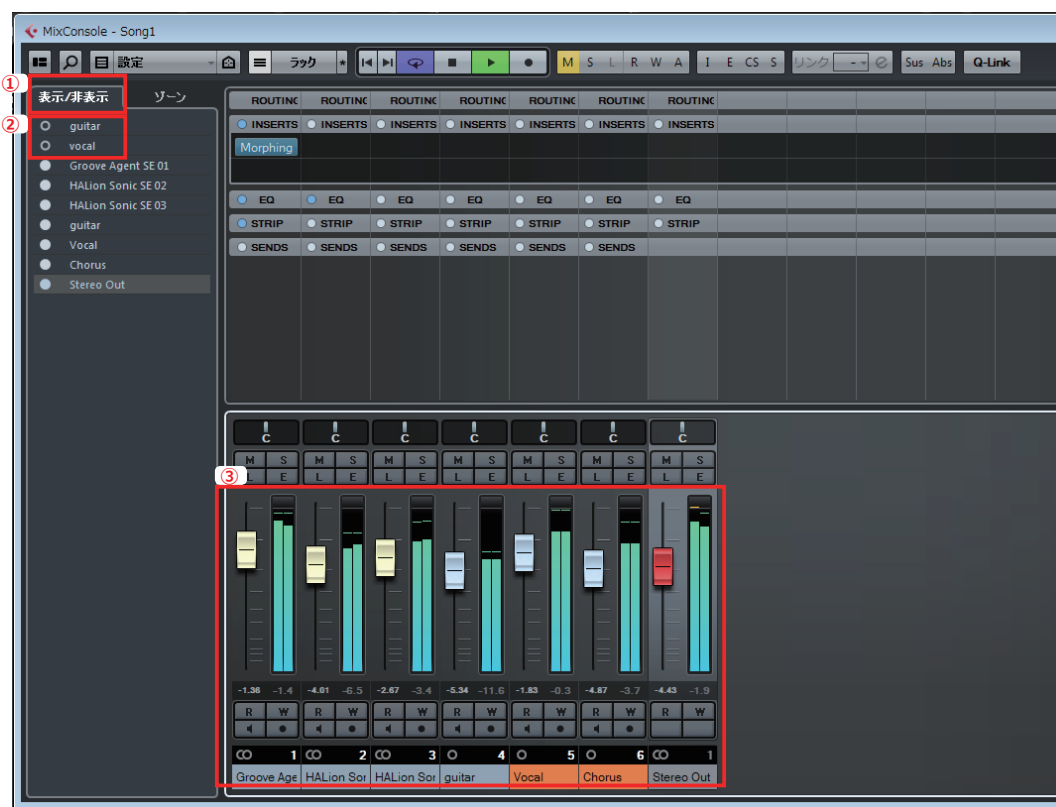 MixConsole - Song1
設定 ラック * M S L R W A I E CS S リンク -- e Sus Abs Q-Link
①
表示/非表示 ゾーン
②
guitar
vocal
Groove Agent SE 01
HALion Sonic SE 02
HALion Sonic SE 03
guitar
Vocal
Chorus
Stereo Out
ROUTING ROUTING ROUTING ROUTING ROUTING ROUTING ROUTING
INSERTS INSERTS INSERTS INSERTS INSERTS INSERTS INSERTS
Morphing
EQ EQ EQ EQ EQ EQ EQ
STRIP STRIP STRIP STRIP STRIP STRIP STRIP
SENDS SENDS SENDS SENDS SENDS SENDS
C C C C C C C
M S M S M S M S M S M S M S
③
L E L E L E L E L E L E L E
-1.36 -1.4 -4.01 -6.5 -2.67 -3.4 -5.34 -11.6 -1.83 -0.3 -4.87 -3.7 -4.43 -1.9
R W R W R W R W R W R W R W
1 2 3 4 5 6 1
Groove Age HALion Sor HALion Sor guitar Vocal Chorus Stereo Out